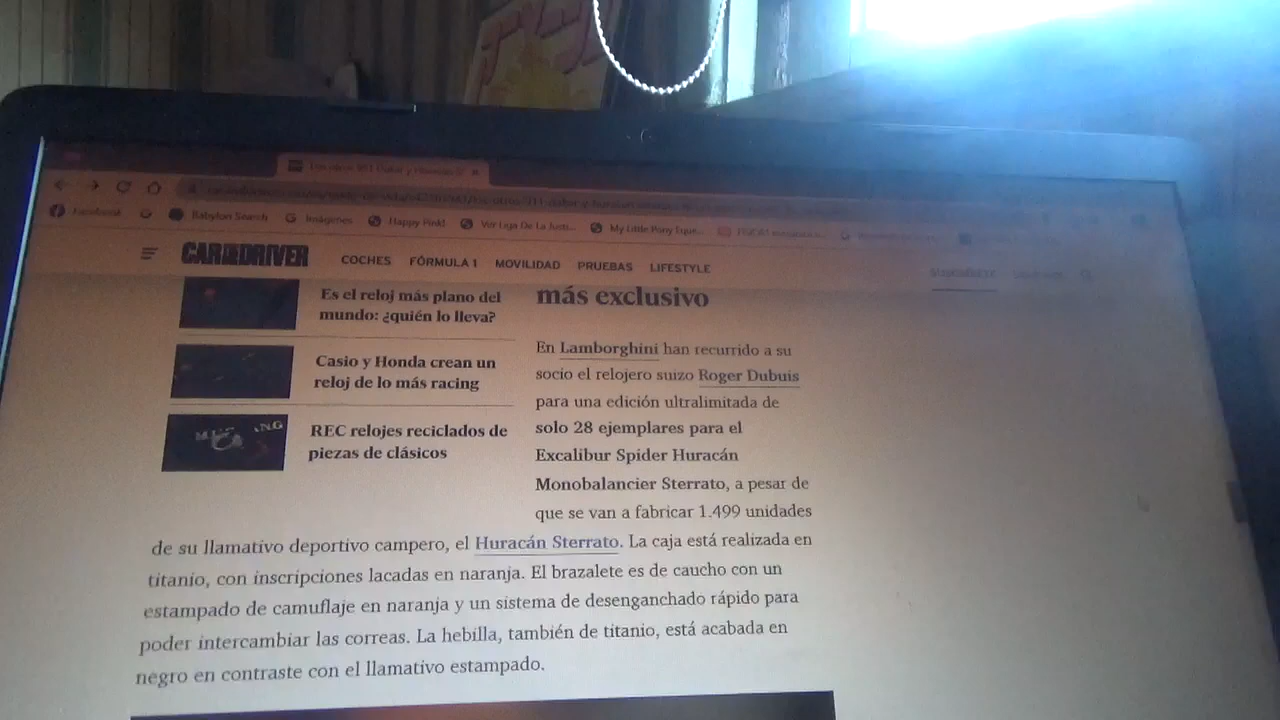 Facebook
Babylon Search
Imágenes
Happy Pink!
Ver Liga De La Justi...
My Little Pony Eque...
CAR AND DRIVER
COCHES FÓRMULA 1 MOVILIDAD PRUEBAS LIFESTYLE
SUSCRÍBETE
Es el reloj más plano del
mundo: ¿quién lo lleva?
Casio y Honda crean un
reloj de lo más racing
REC relojes reciclados de
piezas de clásicos
más exclusivo
En Lamborghini han recurrido a su
socio el relojero suizo Roger Dubuis
para una edición ultralimitada de
solo 28 ejemplares para el
Excalibur Spider Huracán
Monobalancier Sterrato, a pesar de
que se van a fabricar 1.499 unidades
de su llamativo deportivo campero, el Huracán Sterrato. La caja está realizada en
titanio, con inscripciones lacadas en naranja. El brazalete es de caucho con un
estampado de camuflaje en naranja y un sistema de desenganchado rápido para
poder intercambiar las correas. La hebilla, también de titanio, está acabada en
negro en contraste con el llamativo estampado.